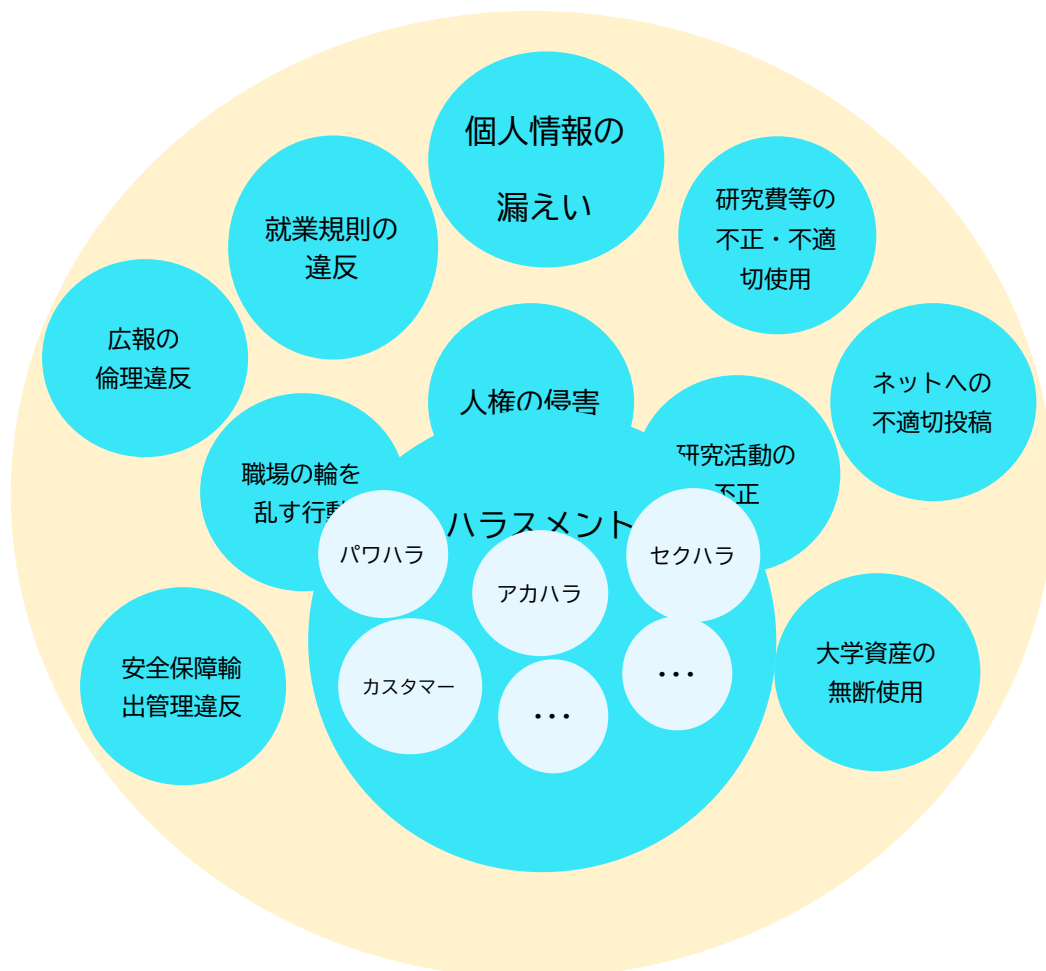 個人情報の
漏えい
就業規則の
違反
研究費等の
不正・不適
切使用
広報の
倫理違反
人権の侵害
ネットへの
不適切投稿
職場の輪を
乱す行動
研究活動の
不正
ハラスメント
パワハラ
アカハラ
セクハラ
カスタマー
…
…
安全保障輸
出管理違反
大学資産の
無断使用